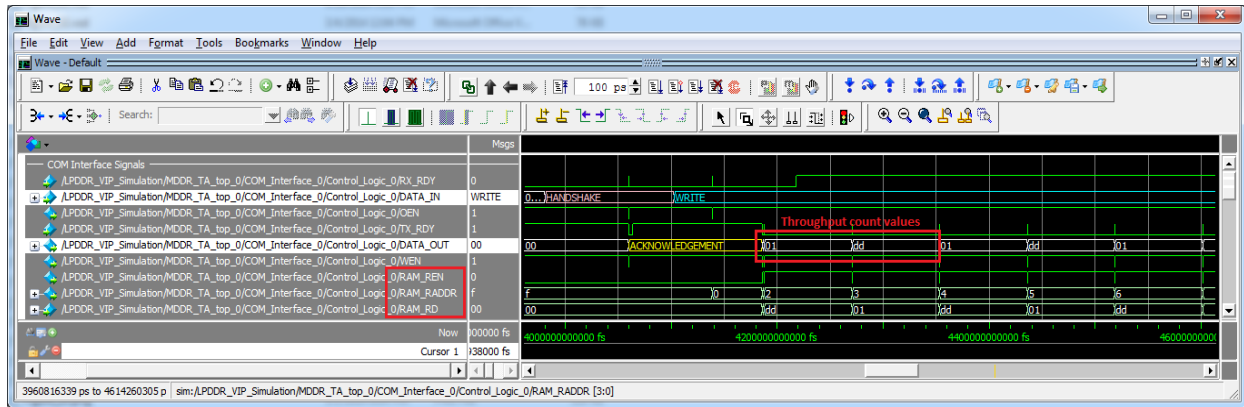 Wave
File Edit View Add Format Tools Bookmarks Window Help
Wave - Default
100 ps
Search:
Msgs
COM Interface Signals
/LPDDR_VIP_Simulation/MDDR_TA_top_0/COM_Interface_0/Control_Logic_0/RX_RDY 0
/LPDDR_VIP_Simulation/MDDR_TA_top_0/COM_Interface_0/Control_Logic_0/DATA_IN WRITE 0... HANDSHAKE WRITE
/LPDDR_VIP_Simulation/MDDR_TA_top_0/COM_Interface_0/Control_Logic_0/OEN 1
Throughput count values
/LPDDR_VIP_Simulation/MDDR_TA_top_0/COM_Interface_0/Control_Logic_0/TX_RDY 1
/LPDDR_VIP_Simulation/MDDR_TA_top_0/COM_Interface_0/Control_Logic_0/DATA_OUT 00 00 ACKNOWLEDGEMENT 01 dd 01 dd 01
/LPDDR_VIP_Simulation/MDDR_TA_top_0/COM_Interface_0/Control_Logic_0/WEN 1
/LPDDR_VIP_Simulation/MDDR_TA_top_0/COM_Interface_0/Control_Logic_0/RAM_REN 0
/LPDDR_VIP_Simulation/MDDR_TA_top_0/COM_Interface_0/Control_Logic_0/RAM_RADDR f f 0 2 3 4 5 6
/LPDDR_VIP_Simulation/MDDR_TA_top_0/COM_Interface_0/Control_Logic_0/RAM_RD 00 00 dd 01 dd 01 dd
Now 000000 fs 4000000000000 fs 4200000000000 fs 4400000000000 fs
Cursor 1 938000 fs
3960816339 ps to 4614260305 p sim:/LPDDR_VIP_Simulation/MDDR_TA_top_0/COM_Interface_0/Control_Logic_0/RAM_RADDR [3:0]